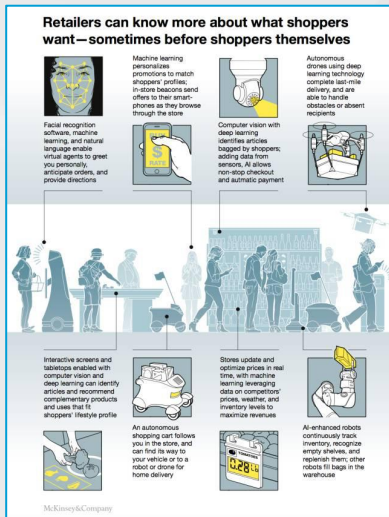 Retailers can know more about what shoppers
want—sometimes before shoppers themselves
Facial recognition
software, machine
learning, and natural
language enable
virtual agents to greet
you personally,
anticipate orders, and
provide directions
Machine learning
personalizes
promotions to match
shoppers' profiles;
in-store beacons send
offers to their smart-
phones as they browse
through the store
$
RATE
Computer vision with
deep learning
identifies articles
bagged by shoppers;
adding data from
sensors, AI allows
non-stop checkout
and autmatic payment
Autonomous
drones using deep
learning technology
complete last-mile
delivery, and are
able to handle
obstacles or absent
recipients
Interactive screens and
tabletops enabled with
computer vision and
deep learning can identify
articles and recommend
complementary products
and uses that fit
shoppers' lifestyle profile
An autonomous
shopping cart follows
you in the store, and
can find its way to
your vehicle or to a
robot or drone for
home delivery
Stores update and
optimize prices in real
time, with machine
learning leveraging
data on competitors'
prices, weather, and
inventory levels to
maximize revenues
TOMATOES
0.28
AI-enhanced robots
continuously track
inventory, recognize
empty shelves, and
replenish them; other
robots fill bags in the
warehouse
McKinsey&Company